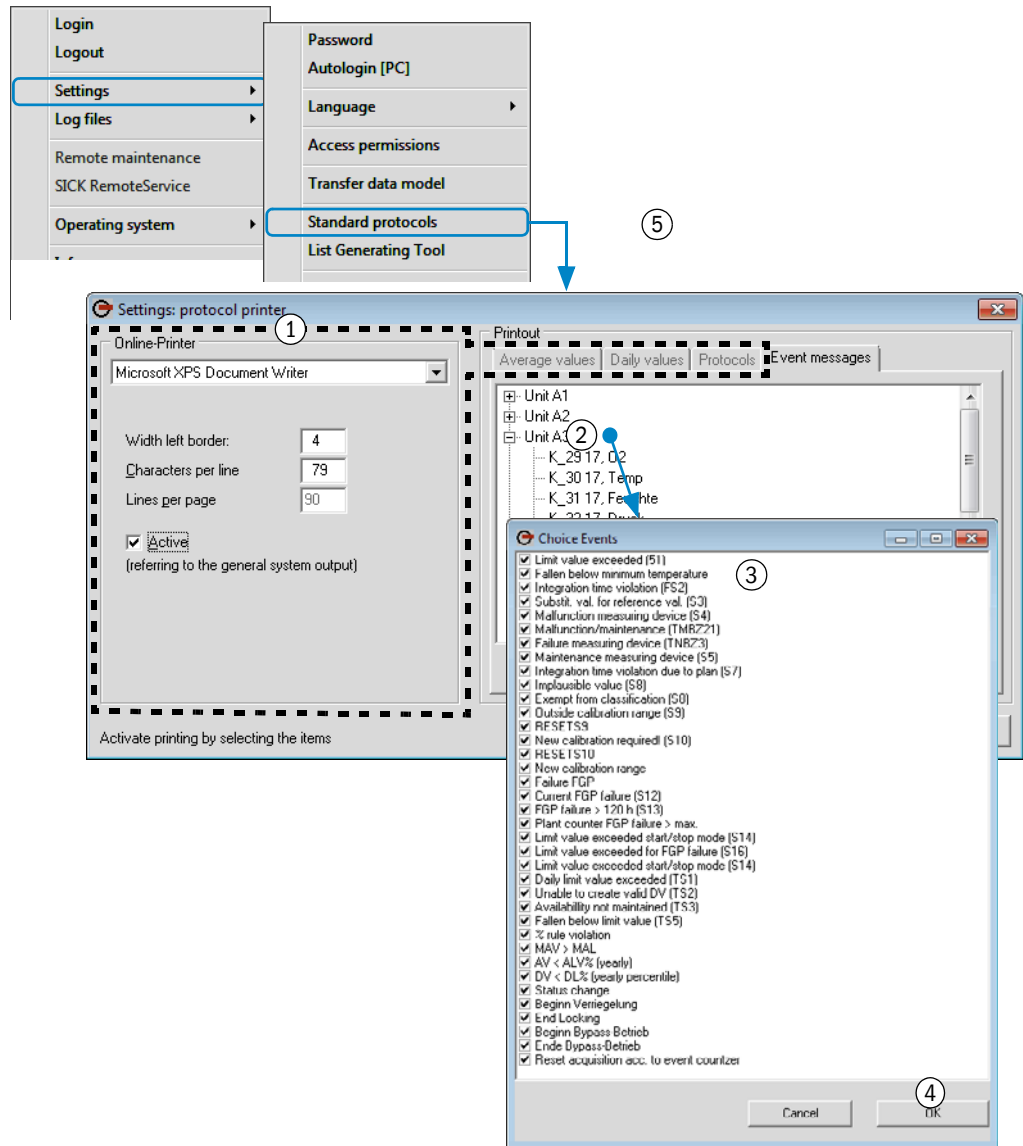 Login
Logout
Settings
Log files
Remote maintenance
SICK RemoteService
Operating system
Password
Autologin [PC]
Language
Access permissions
Transfer data model
Standard protocols
List Generating Tool
5
Settings: protocol printer
1
Online-Printer
Microsoft XPS Document Writer
Width left border: 4
Characters per line 79
Lines per page 90
Active
(referring to the general system output)
Activate printing by selecting the items
Printout
Average values Daily values Protocols Event messages
Unit A1
Unit A2
Unit A3
2
K_29 17, O2
K_30 17, Temp
K_31 17, Feuchte
K_32 17, Druck
Choice Events
3
Limit value exceeded (S1)
Fallen below minimum temperature
Integration time violation (FS2)
Substit. val. for reference val. (S3)
Malfunction measuring device (S4)
Malfunction/maintenance (TMBZ21)
Failure measuring device (TNBZ3)
Maintenance measuring device (S5)
Integration time violation due to plan (S7)
Implausible value (S8)
Exempt from classification (S0)
Outside calibration range (S9)
RESETS9
New calibration required! (S10)
RESETS10
New calibration range
Failure FGP
Current FGP failure (S12)
FGP failure > 120 h (S13)
Plant counter FGP failure > max.
Limit value exceeded start/stop mode (S14)
Limit value exceeded for FGP failure (S16)
Limit value exceeded start/stop mode (S14)
Daily limit value exceeded (TS1)
Unable to create valid DV (TS2)
Availability not maintained (TS3)
Fallen below limit value (TS5)
% rule violation
MAV > MAL
AV < ALV% (yearly)
DV < DL% (yearly percentile)
Status change
Beginn Verriegelung
End Locking
Beginn Bypass Betrieb
Ende Bypass-Betrieb
Reset acquisition acc. to event countzer
4
Cancel OK